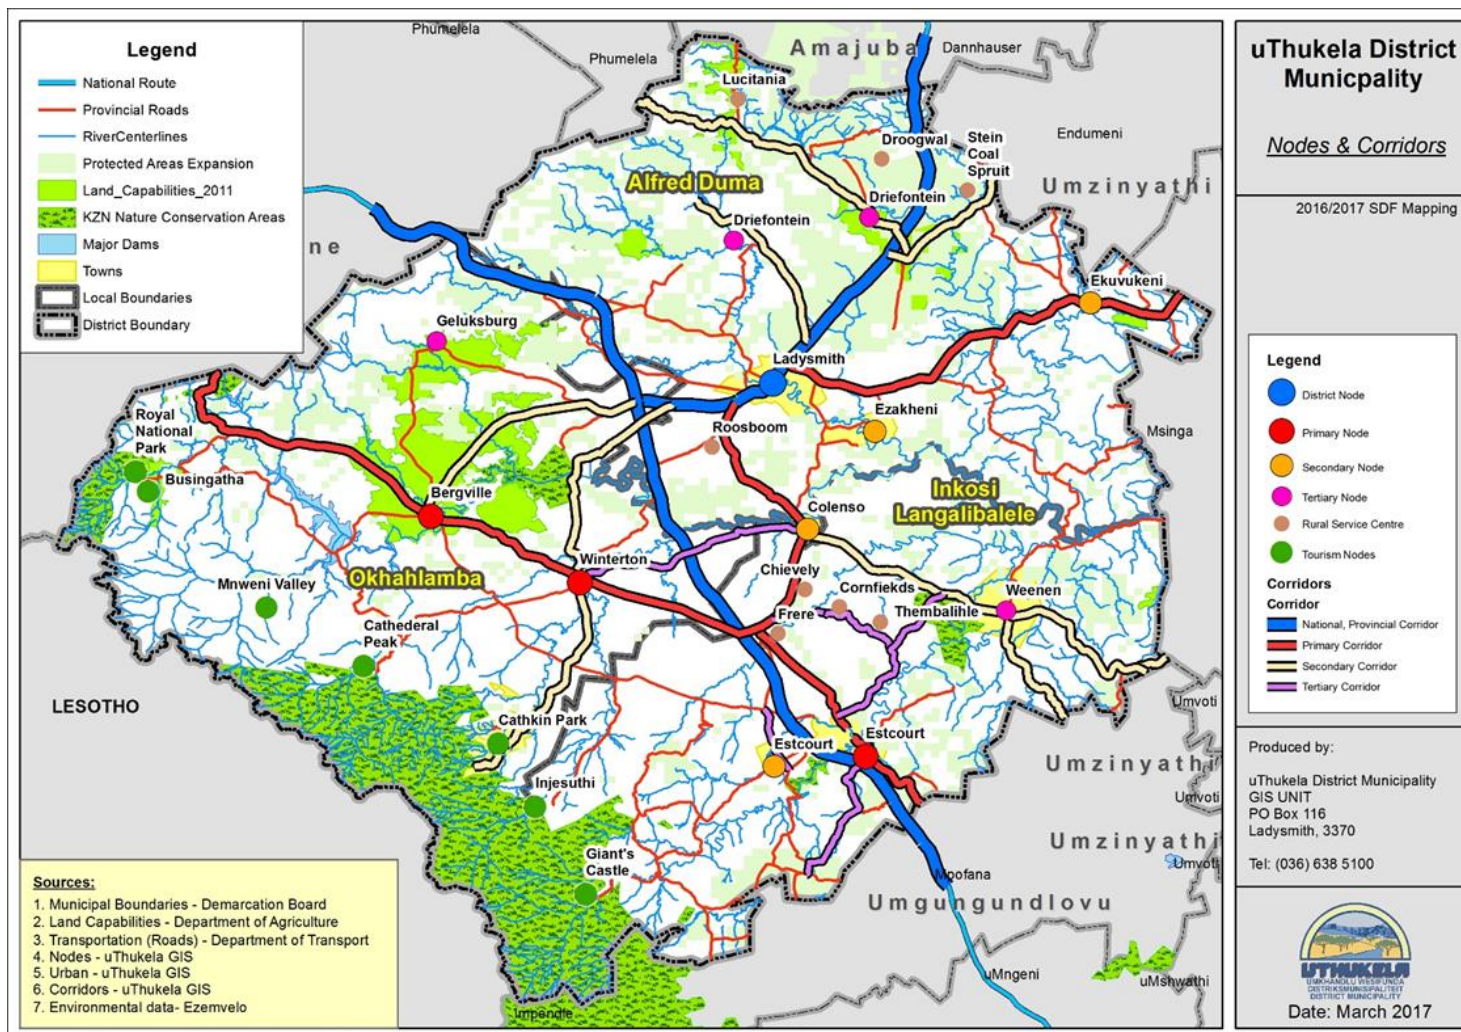 Legend
National Route
Provincial Roads
RiverCenterlines
Protected Areas Expansion
Land_Capabilities_2011
KZN Nature Conservation Areas
Major Dams
Towns
Local Boundaries
District Boundary
Phumelela
Phumelela
Amajuba
Dannhauser
Endumeni
Umzinyathi
ne
Lucitania
Droogwal
Stein
Coal
Spruit
Alfred Duma
Driefontein
Driefontein
Ekuvukeni
Geluksburg
Ladysmith
Ezakheni
Roosboom
Msinga
Royal
National
Park
Busingatha
Bergville
Inkosi
Langalibalele
Colenso
Okhahlamba
Winterton
Chievely
Cornfiekds
Thembalihle
Weenen
Frere
Mnweni Valley
Cathederal
Peak
LESOTHO
Cathkin Park
Estcourt
Estcourt
Injesuthi
Giant's
Castle
Umvoti
Umzinyathi
Umvoti
Umzinyathi
Umvoti
Mpofana
Umgungundlovu
uMngeni
uMshwathi
Impendle
Sources:
1. Municipal Boundaries - Demarcation Board
2. Land Capabilities - Department of Agriculture
3. Transportation (Roads) - Department of Transport
4. Nodes - uThukela GIS
5. Urban - uThukela GIS
6. Corridors - uThukela GIS
7. Environmental data- Ezemvelo
uThukela District
Municpality
Nodes & Corridors
2016/2017 SDF Mapping
Legend
District Node
Primary Node
Secondary Node
Tertiary Node
Rural Service Centre
Tourism Nodes
Corridors
Corridor
National, Provincial Corridor
Primary Corridor
Secondary Corridor
Tertiary Corridor
Produced by:
uThukela District Municipality
GIS UNIT
PO Box 116
Ladysmith, 3370
Tel: (036) 638 5100
UTHUKELA
UMKHANDLU WESIFUNDA
DISTRIKSMUNISIPALITEIT
DISTRICT MUNICIPALITY
Date: March 2017